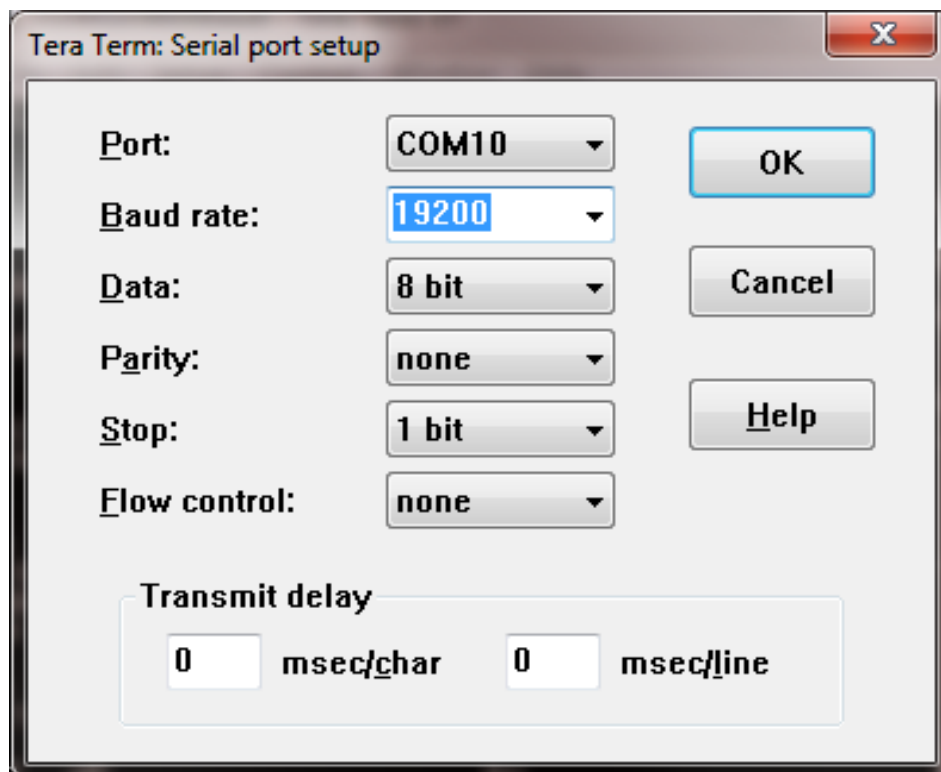 Tera Term: Serial port setup
Port: COM10
OK
Baud rate: 19200
Data: 8 bit
Cancel
Parity: none
Stop: 1 bit
Help
Flow control: none
Transmit delay
0 msec/char 0 msec/line